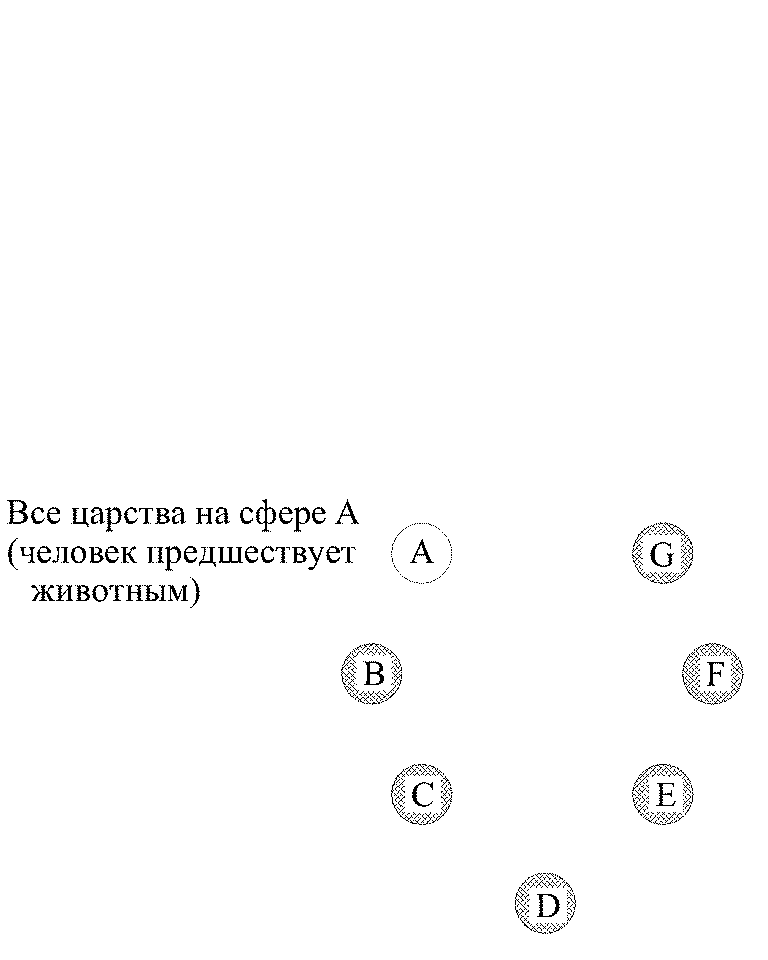 Все царства на сфере А
(человек предшествует
животным)
A
G
B
F
C
E
D